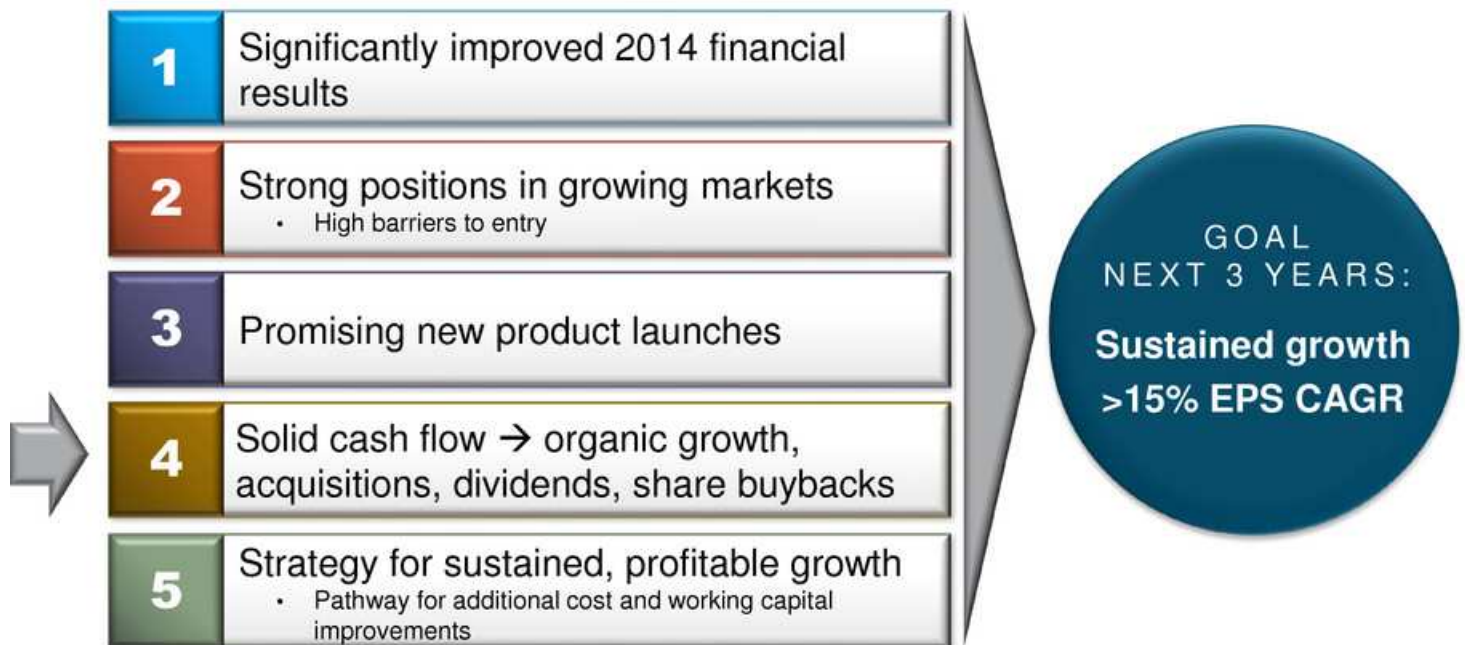 1
Significantly improved 2014 financial
results
2
Strong positions in growing markets
• High barriers to entry
3
Promising new product launches
4
Solid cash flow → organic growth,
acquisitions, dividends, share buybacks
5
Strategy for sustained, profitable growth
• Pathway for additional cost and working capital
improvements
GOAL
NEXT 3 YEARS:
Sustained growth
>15% EPS CAGR